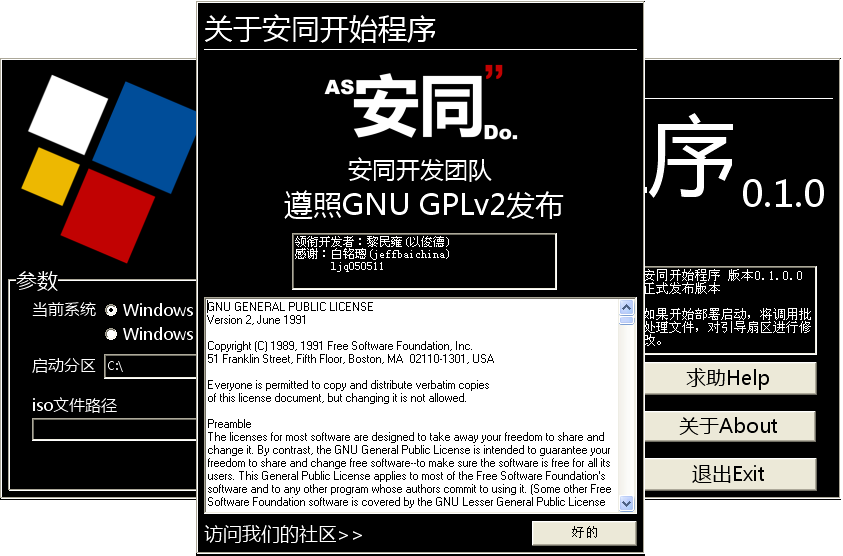 关于安同开始程序
AS安同”Do.
安同开发团队
遵照GNU GPLv2发布
领衔开发者：黎民雍(以俊德)
感谢：白铭骢(jeffbaichina)
ljq050511
GNU GENERAL PUBLIC LICENSE
Version 2, June 1991
Copyright (C) 1989, 1991 Free Software Foundation, Inc.
51 Franklin Street, Fifth Floor, Boston, MA  02110-1301, USA
Everyone is permitted to copy and distribute verbatim copies
of this license document, but changing it is not allowed.
Preamble
The licenses for most software are designed to take away your freedom to share and
change it. By contrast, the GNU General Public License is intended to guarantee your
freedom to share and change free software--to make sure the software is free for all its
users. This General Public License applies to most of the Free Software Foundation's
software and to any other program whose authors commit to using it. (Some other Free
Software Foundation software is covered by the GNU Lesser General Public License
访问我们的社区>>
好的
参数
当前系统
Windows
Windows
启动分区
C:\
iso文件路径
序
0.1.0
安同开始程序 版本0.1.0.0
正式发布版本
如果开始部署启动，将调用批
处理文件，对引导扇区进行修
改。
求助Help
关于About
退出Exit